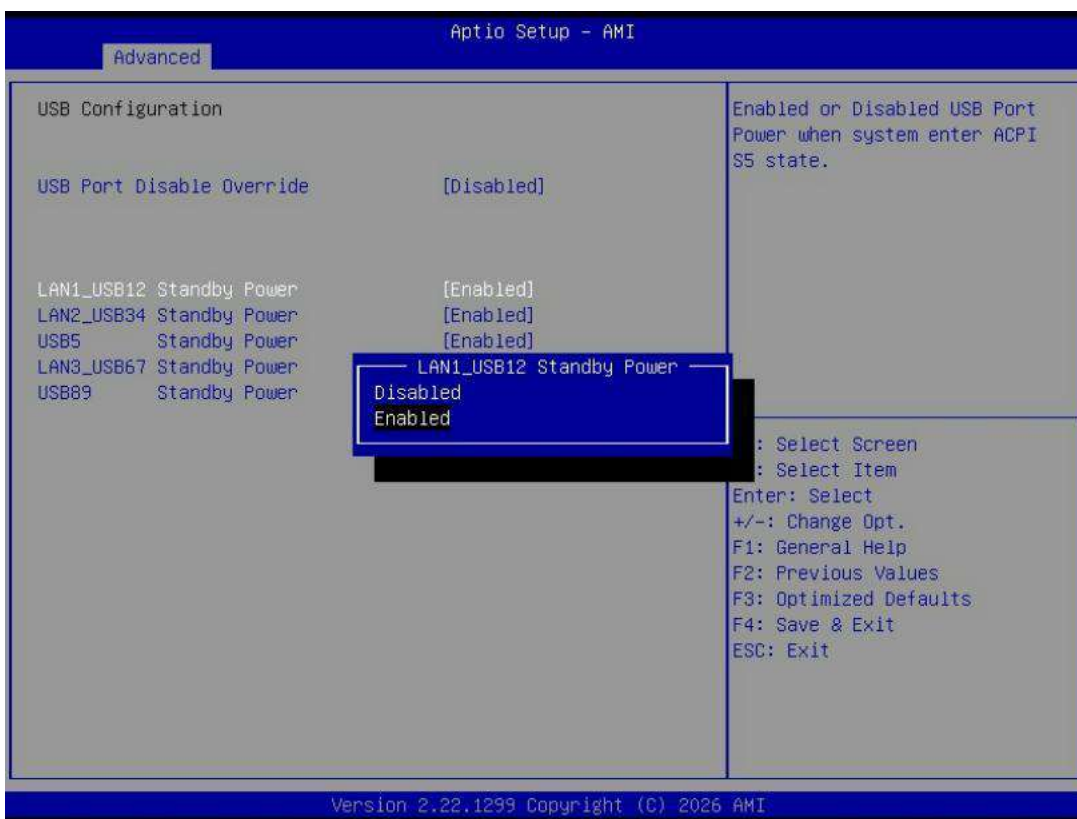 Aptio Setup – AMI
Advanced
USB Configuration
USB Port Disable Override [Disabled]
LAN1_USB12 Standby Power [Enabled]
LAN2_USB34 Standby Power [Enabled]
USB5 Standby Power [Enabled]
LAN3_USB67 Standby Power
USB89 Standby Power
LAN1_USB12 Standby Power
Disabled
Enabled
Enabled or Disabled USB Port
Power when system enter ACPI
S5 state.
: Select Screen
: Select Item
Enter: Select
+/-: Change Opt.
F1: General Help
F2: Previous Values
F3: Optimized Defaults
F4: Save & Exit
ESC: Exit
Version 2.22.1299 Copyright (C) 2026 AMI